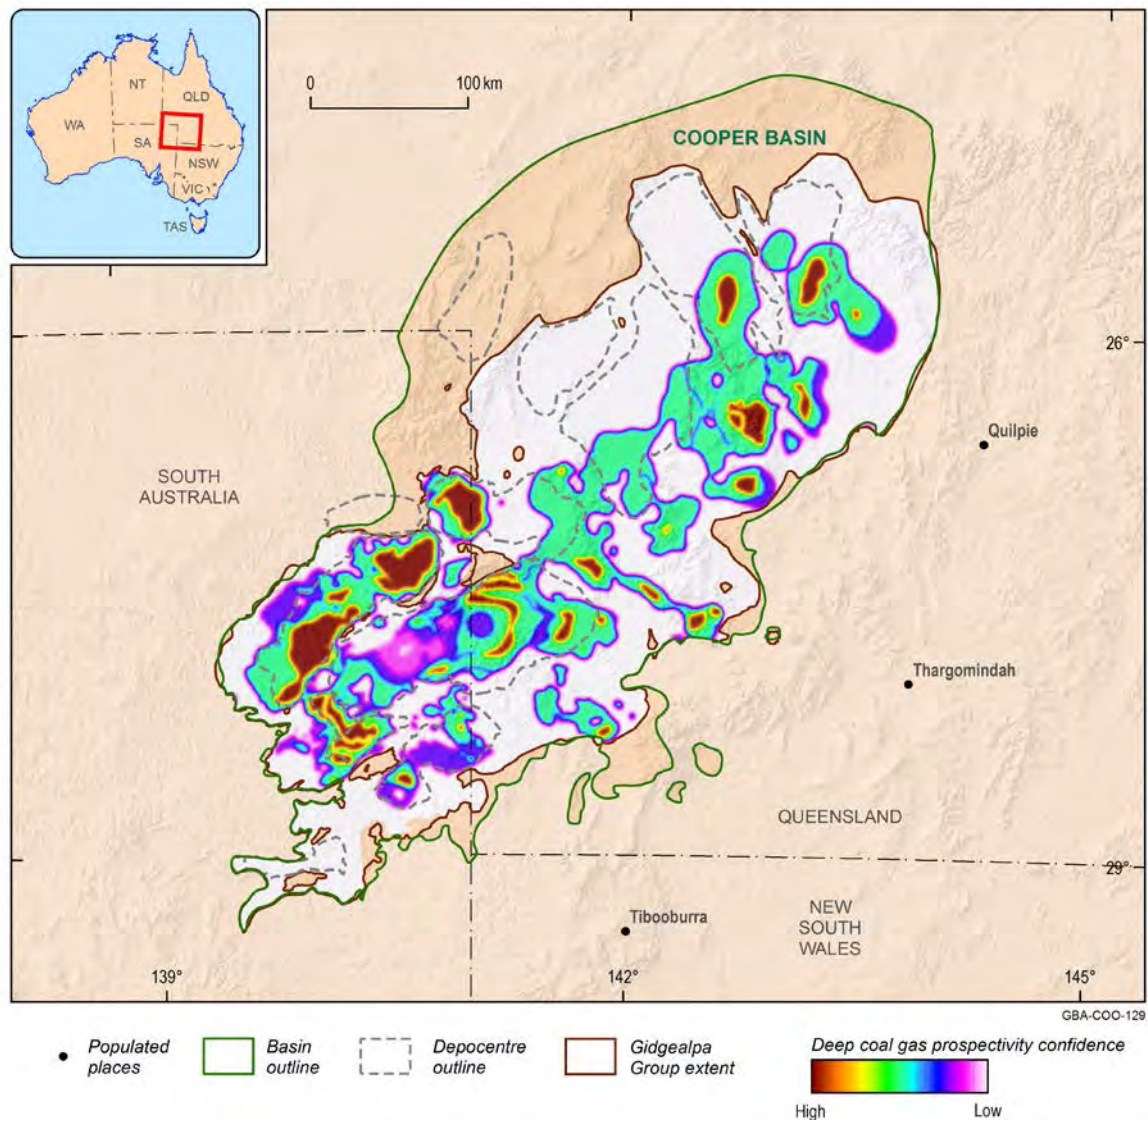 NT
QLD
WA
SA
NSW
VIC
TAS
0 100 km
COOPER BASIN
26°
Quilpie
SOUTH
AUSTRALIA
Thargomindah
QUEENSLAND
29°
Tibooburra
NEW
SOUTH
WALES
139° 142° 145°
GBA-COO-129
Populated
places
Basin
outline
Depocentre
outline
Gidgealpa
Group extent
Deep coal gas prospectivity confidence
High Low